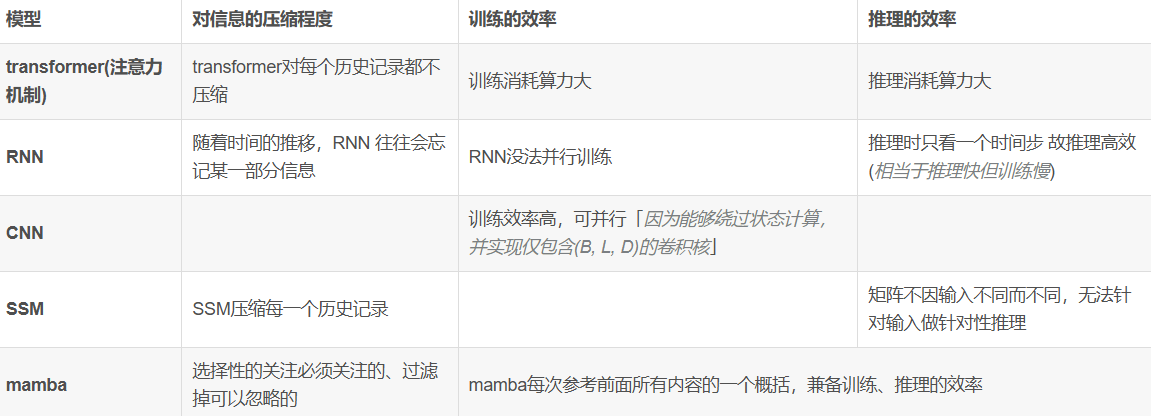 模型 对信息的压缩程度 训练的效率 推理的效率
transformer(注意力机制) transformer对每个历史记录都不压缩 训练消耗算力大 推理消耗算力大
RNN 随着时间的推移，RNN 往往会忘记某一部分信息 RNN没法并行训练 推理时只看一个时间步 故推理高效(相当于推理快但训练慢)
CNN 训练效率高，可并行「因为能够绕过状态计算，并实现仅包含(B, L, D)的卷积核」
SSM SSM压缩每一个历史记录 矩阵不因输入不同而不同，无法针对输入做针对性推理
mamba 选择性的关注必须关注的、过滤掉可以忽略的 mamba每次参考前面所有内容的一个概括，兼备训练、推理的效率